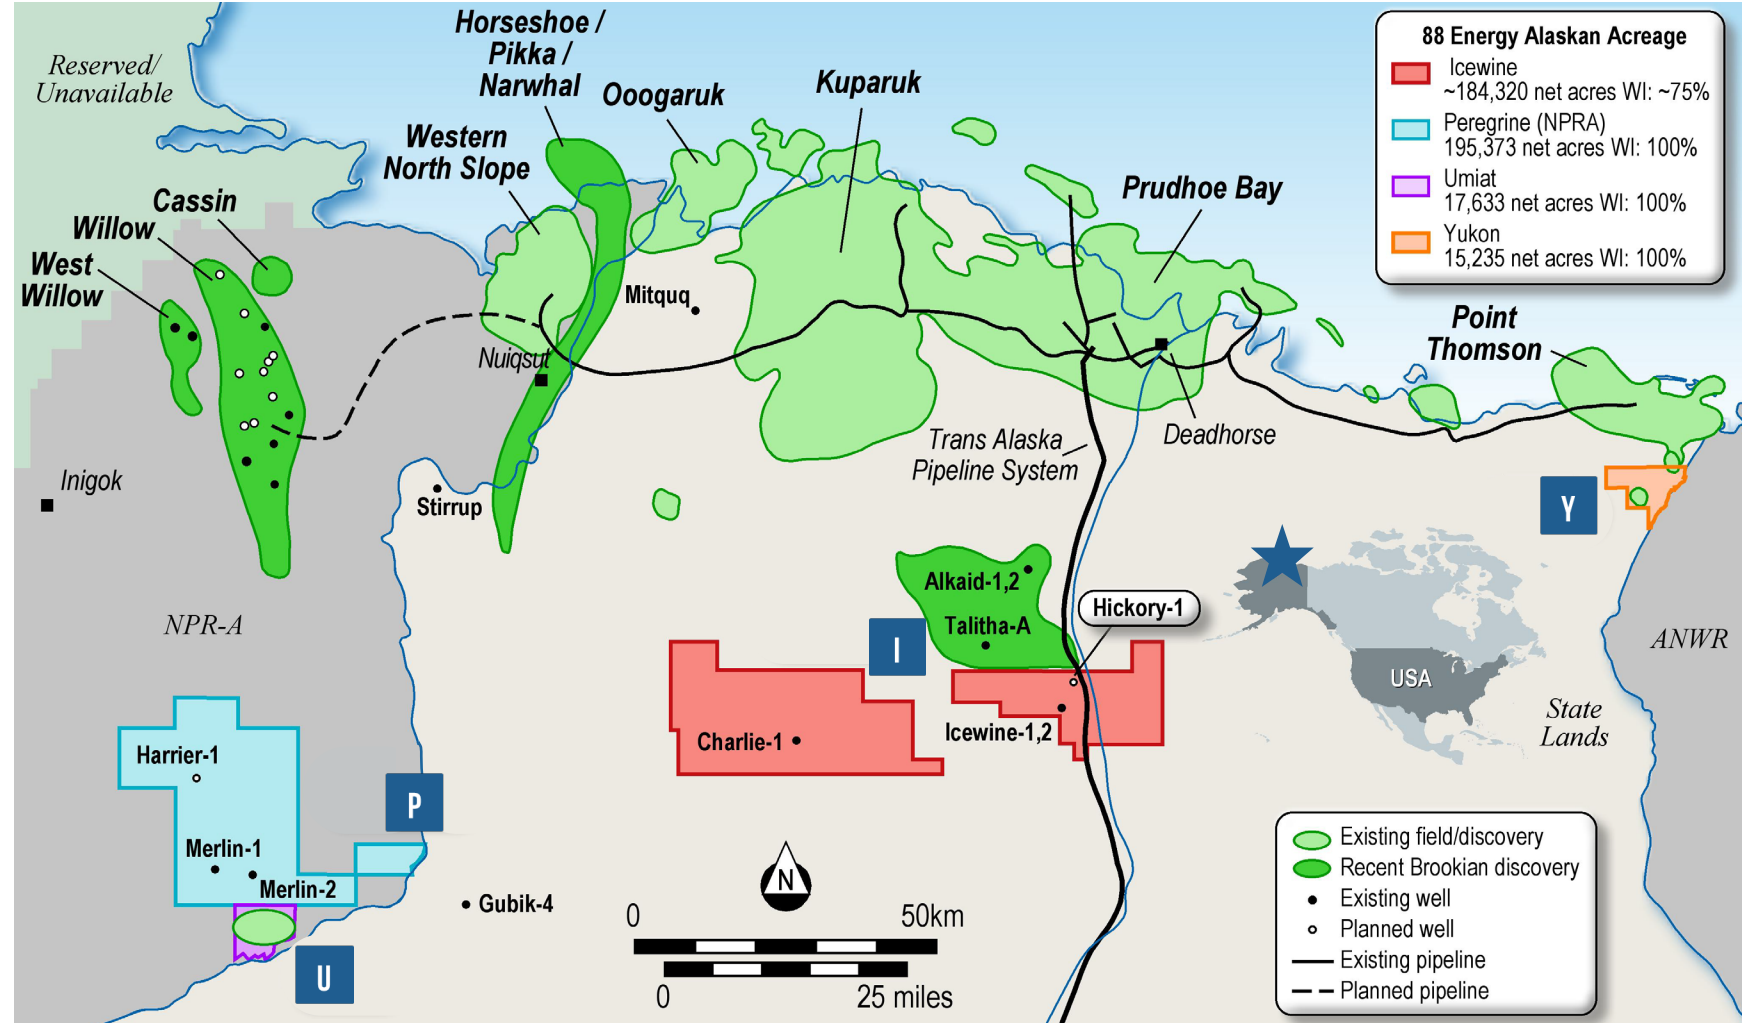 Reserved/
Unavailable
Horseshoe /
Pikka /
Narwhal
Ooogaruk
Kuparuk
Western
North Slope
Cassin
Willow
West
Willow
Prudhoe Bay
88 Energy Alaskan Acreage
Icewine
~184,320 net acres WI: ~75%
Peregrine (NPRA)
195,373 net acres WI: 100%
Umiat
17,633 net acres WI: 100%
Yukon
15,235 net acres WI: 100%
Mitquq
Nuiqsut
Point
Thomson
Deadhorse
Trans Alaska
Pipeline System
Inigok
Stirrup
Y
NPR-A
Alkaid-1,2
Talitha-A
Hickory-1
I
ANWR
USA
State
Lands
Charlie-1
Icewine-1,2
Harrier-1
P
Merlin-1
Merlin-2
Gubik-4
U
N
0
50km
0
25 miles
Existing field/discovery
Recent Brookian discovery
Existing well
Planned well
Existing pipeline
Planned pipeline